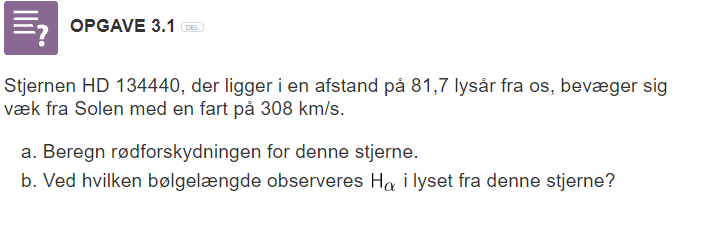 OPGAVE 3.1 DEL
Stjernen HD 134440, der ligger i en afstand på 81,7 lysår fra os, bevæger sig
væk fra Solen med en fart på 308 km/s.
a. Beregn rødforskydningen for denne stjerne.
b. Ved hvilken bølgelængde observeres Hα i lyset fra denne stjerne?